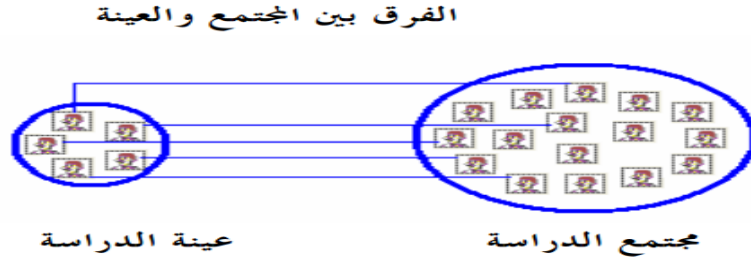 الفرق بين المجتمع والعينة
مجتمع الدراسة
عينة الدراسة